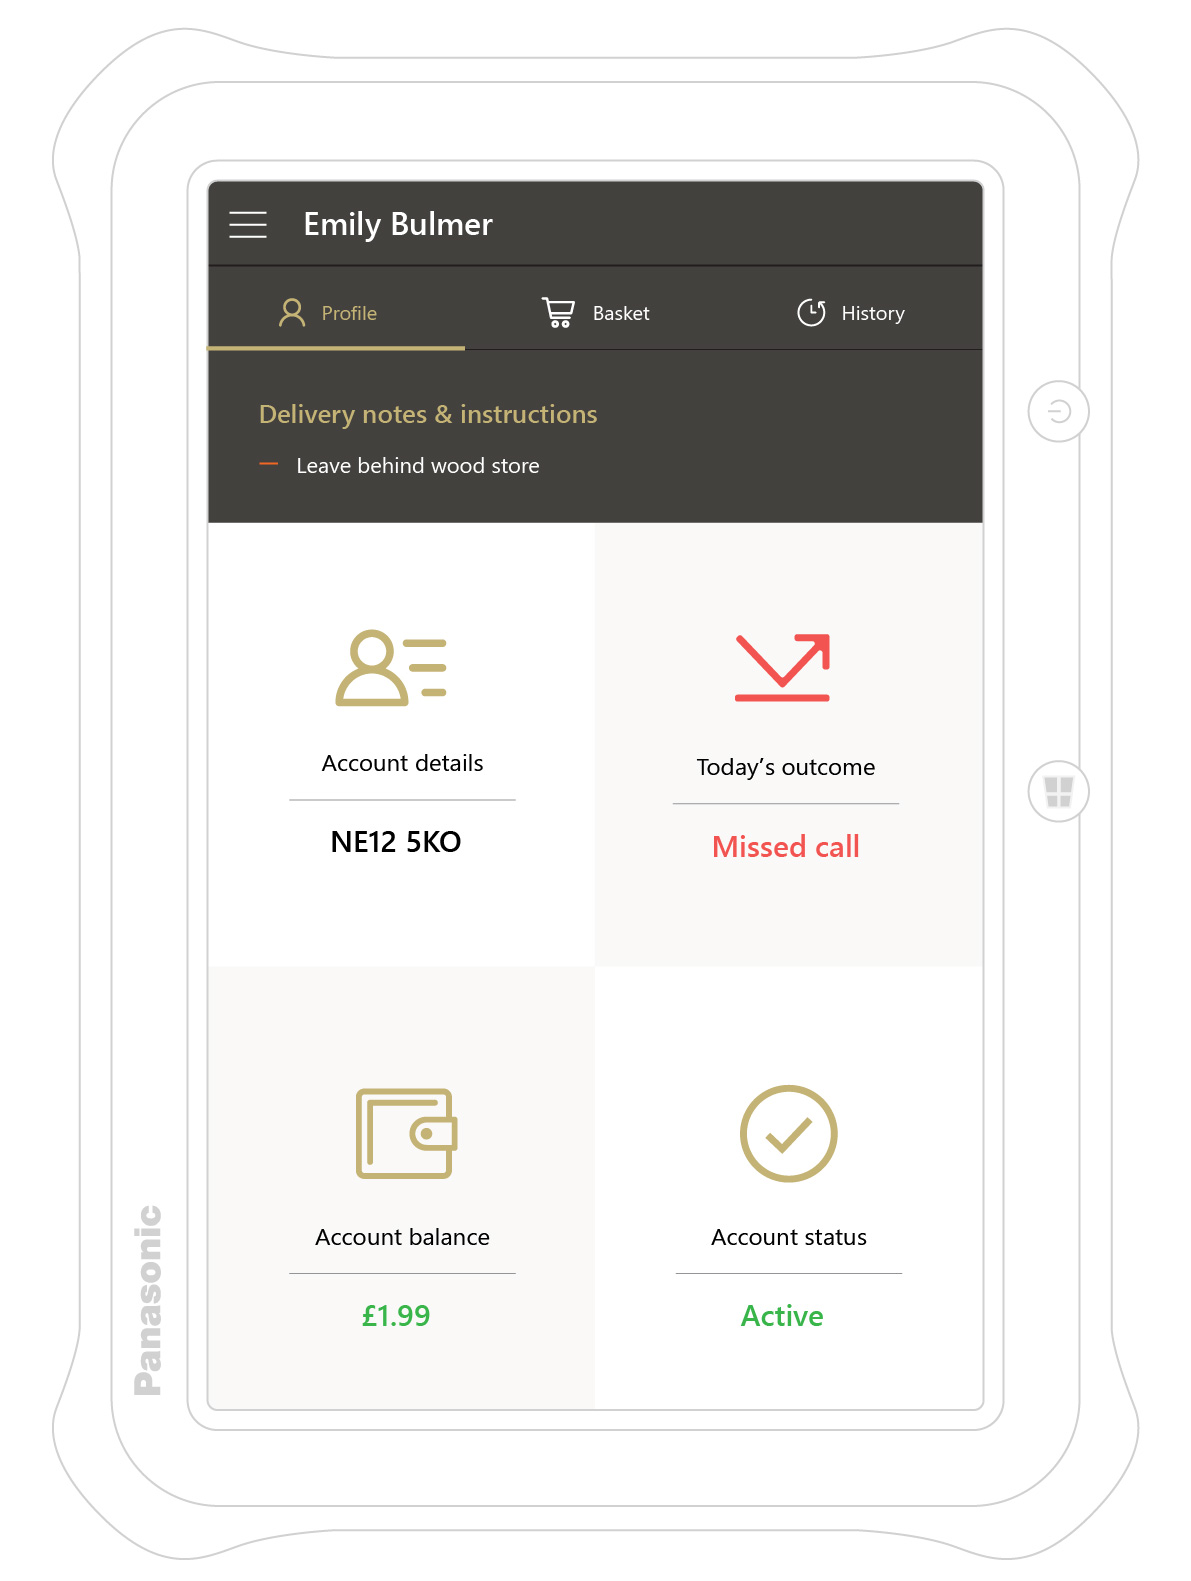 Emily Bulmer
Profile
Basket
History
Delivery notes & instructions
Leave behind wood store
Account details
NE12 5KO
Today’s outcome
Missed call
Account balance
£1.99
Account status
Active
Panasonic